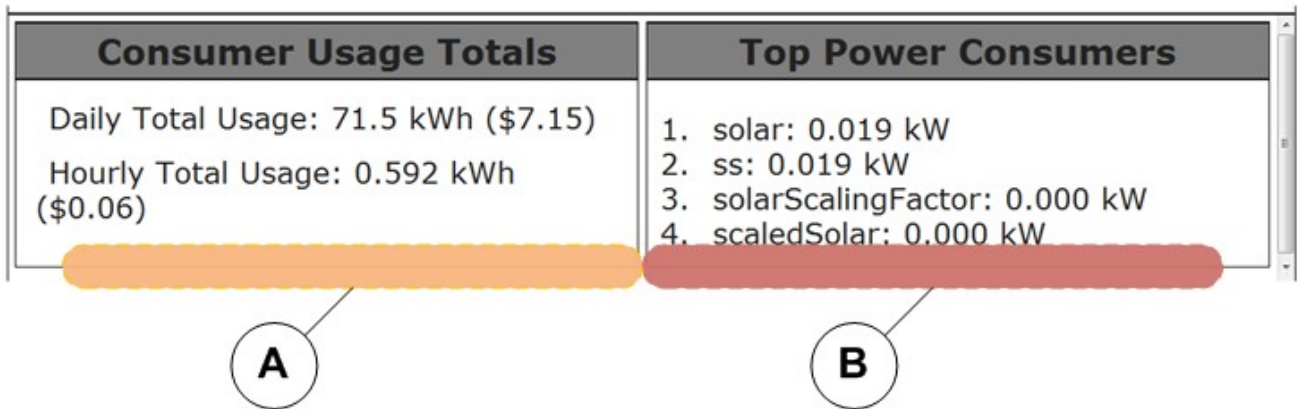 Consumer Usage Totals
Daily Total Usage: 71.5 kWh ($7.15)
Hourly Total Usage: 0.592 kWh
($0.06)
Top Power Consumers
1. solar: 0.019 kW
2. ss: 0.019 kW
3. solarScalingFactor: 0.000 kW
4. scaledSolar: 0.000 kW
A
B